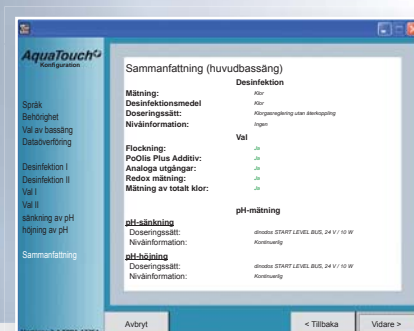 AquaTouch
Konfiguration
Språk
Behörighet
Val av bassäng
Dataöverföring
Desinfektion I
Desinfektion II
Val I
Val II
sänkning av pH
höjning av pH
Sammanfattning
Sammanfattning (huvudbassäng)
Desinfektion
Mätning: Klor
Desinfektionsmedel Klor
Doseringssätt: Klorgasreglering utan återkoppling
Nivåinformation: Ingen
Val
Flockning: Ja
PoOlis Plus Additiv: Ja
Analoga utgångar: Ja
Redox mätning: Ja
Mätning av totalt klor: Ja
pH-mätning
pH-sänkning
Doseringssätt: dinodos START LEVEL BUS, 24 V / 10 W
Nivåinformation: Kontinuerlig
pH-höjning
Doseringssätt: dinodos START LEVEL BUS, 24 V / 10 W
Nivåinformation: Kontinuerlig
Avbryt
< Tillbaka
Vidare >